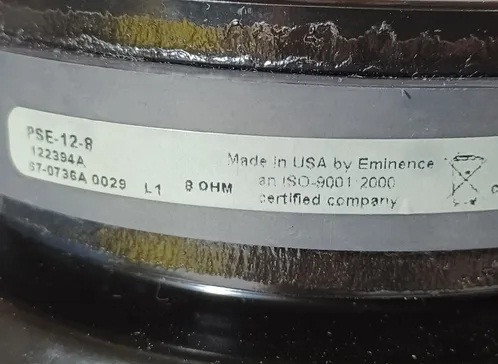 PSE-12-8
122394A
67-0736A 0029 L1 8 OHM
Made in USA by Eminence
an ISO-9001 2000
certified company